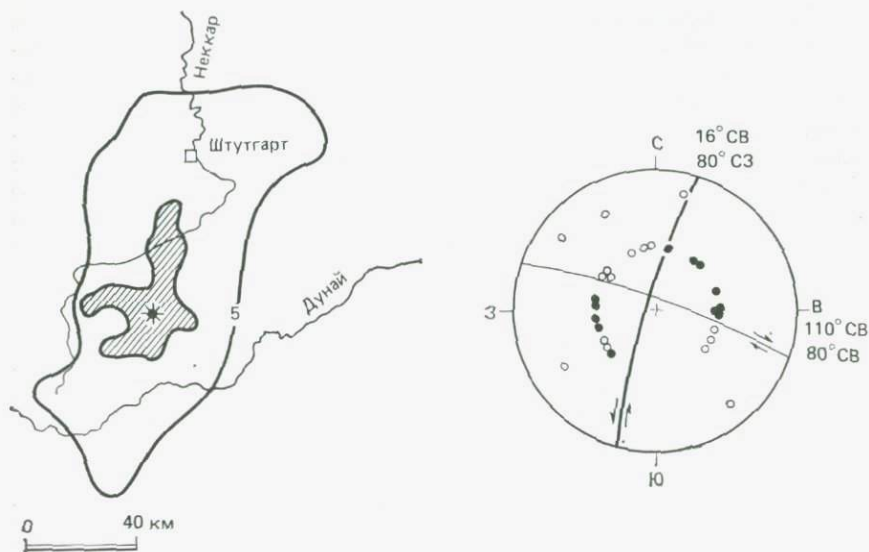 Неккар
Штутгарт
Дунай
5
0 40 км
С
16° СВ
80° СЗ
З
В
110° СВ
80° СВ
Ю